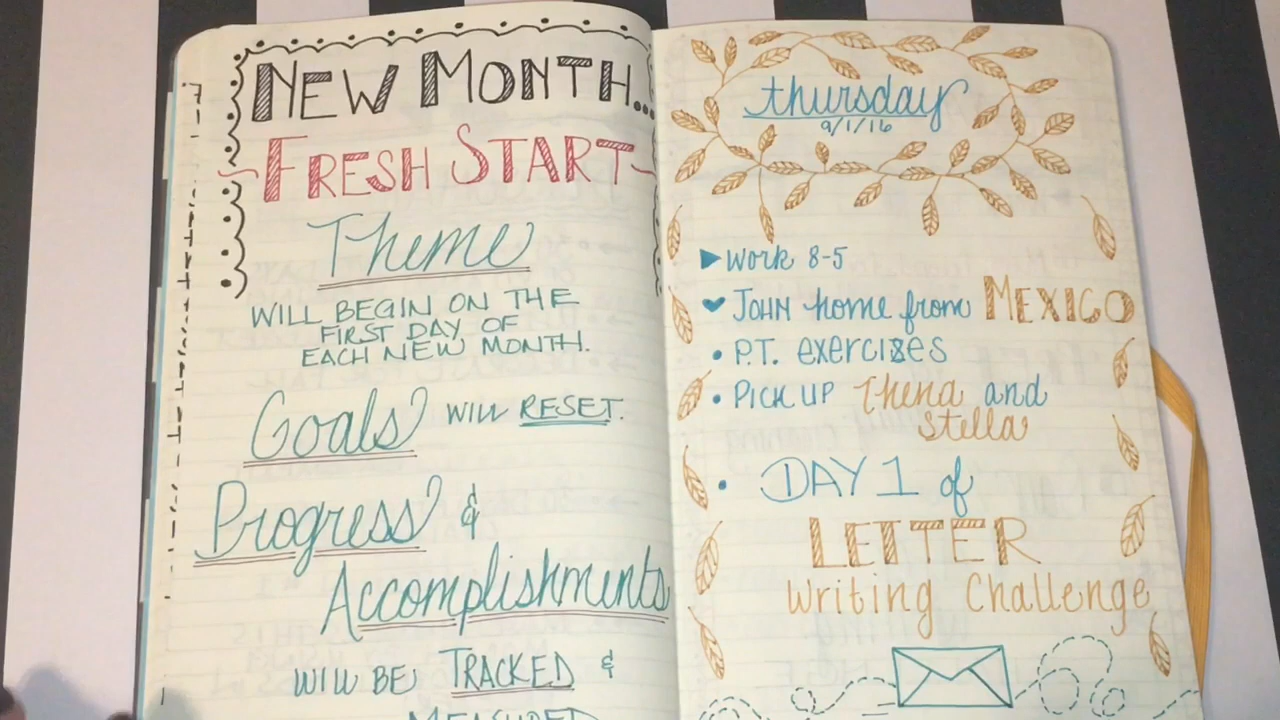 NEW MONTH...
FRESH START
Theme
WILL BEGIN ON THE
FIRST DAY OF
EACH NEW MONTH.
Goals WILL RESET.
Progress &
Accomplishments
WILL BE TRACKED &
MEASURED
thursday
9/1/16
WORK 8-5
JOHN home from MEXICO
P.T. exercises
PICK UP Thena and
Stella
DAY 1 of
LETTER
Writing Challenge